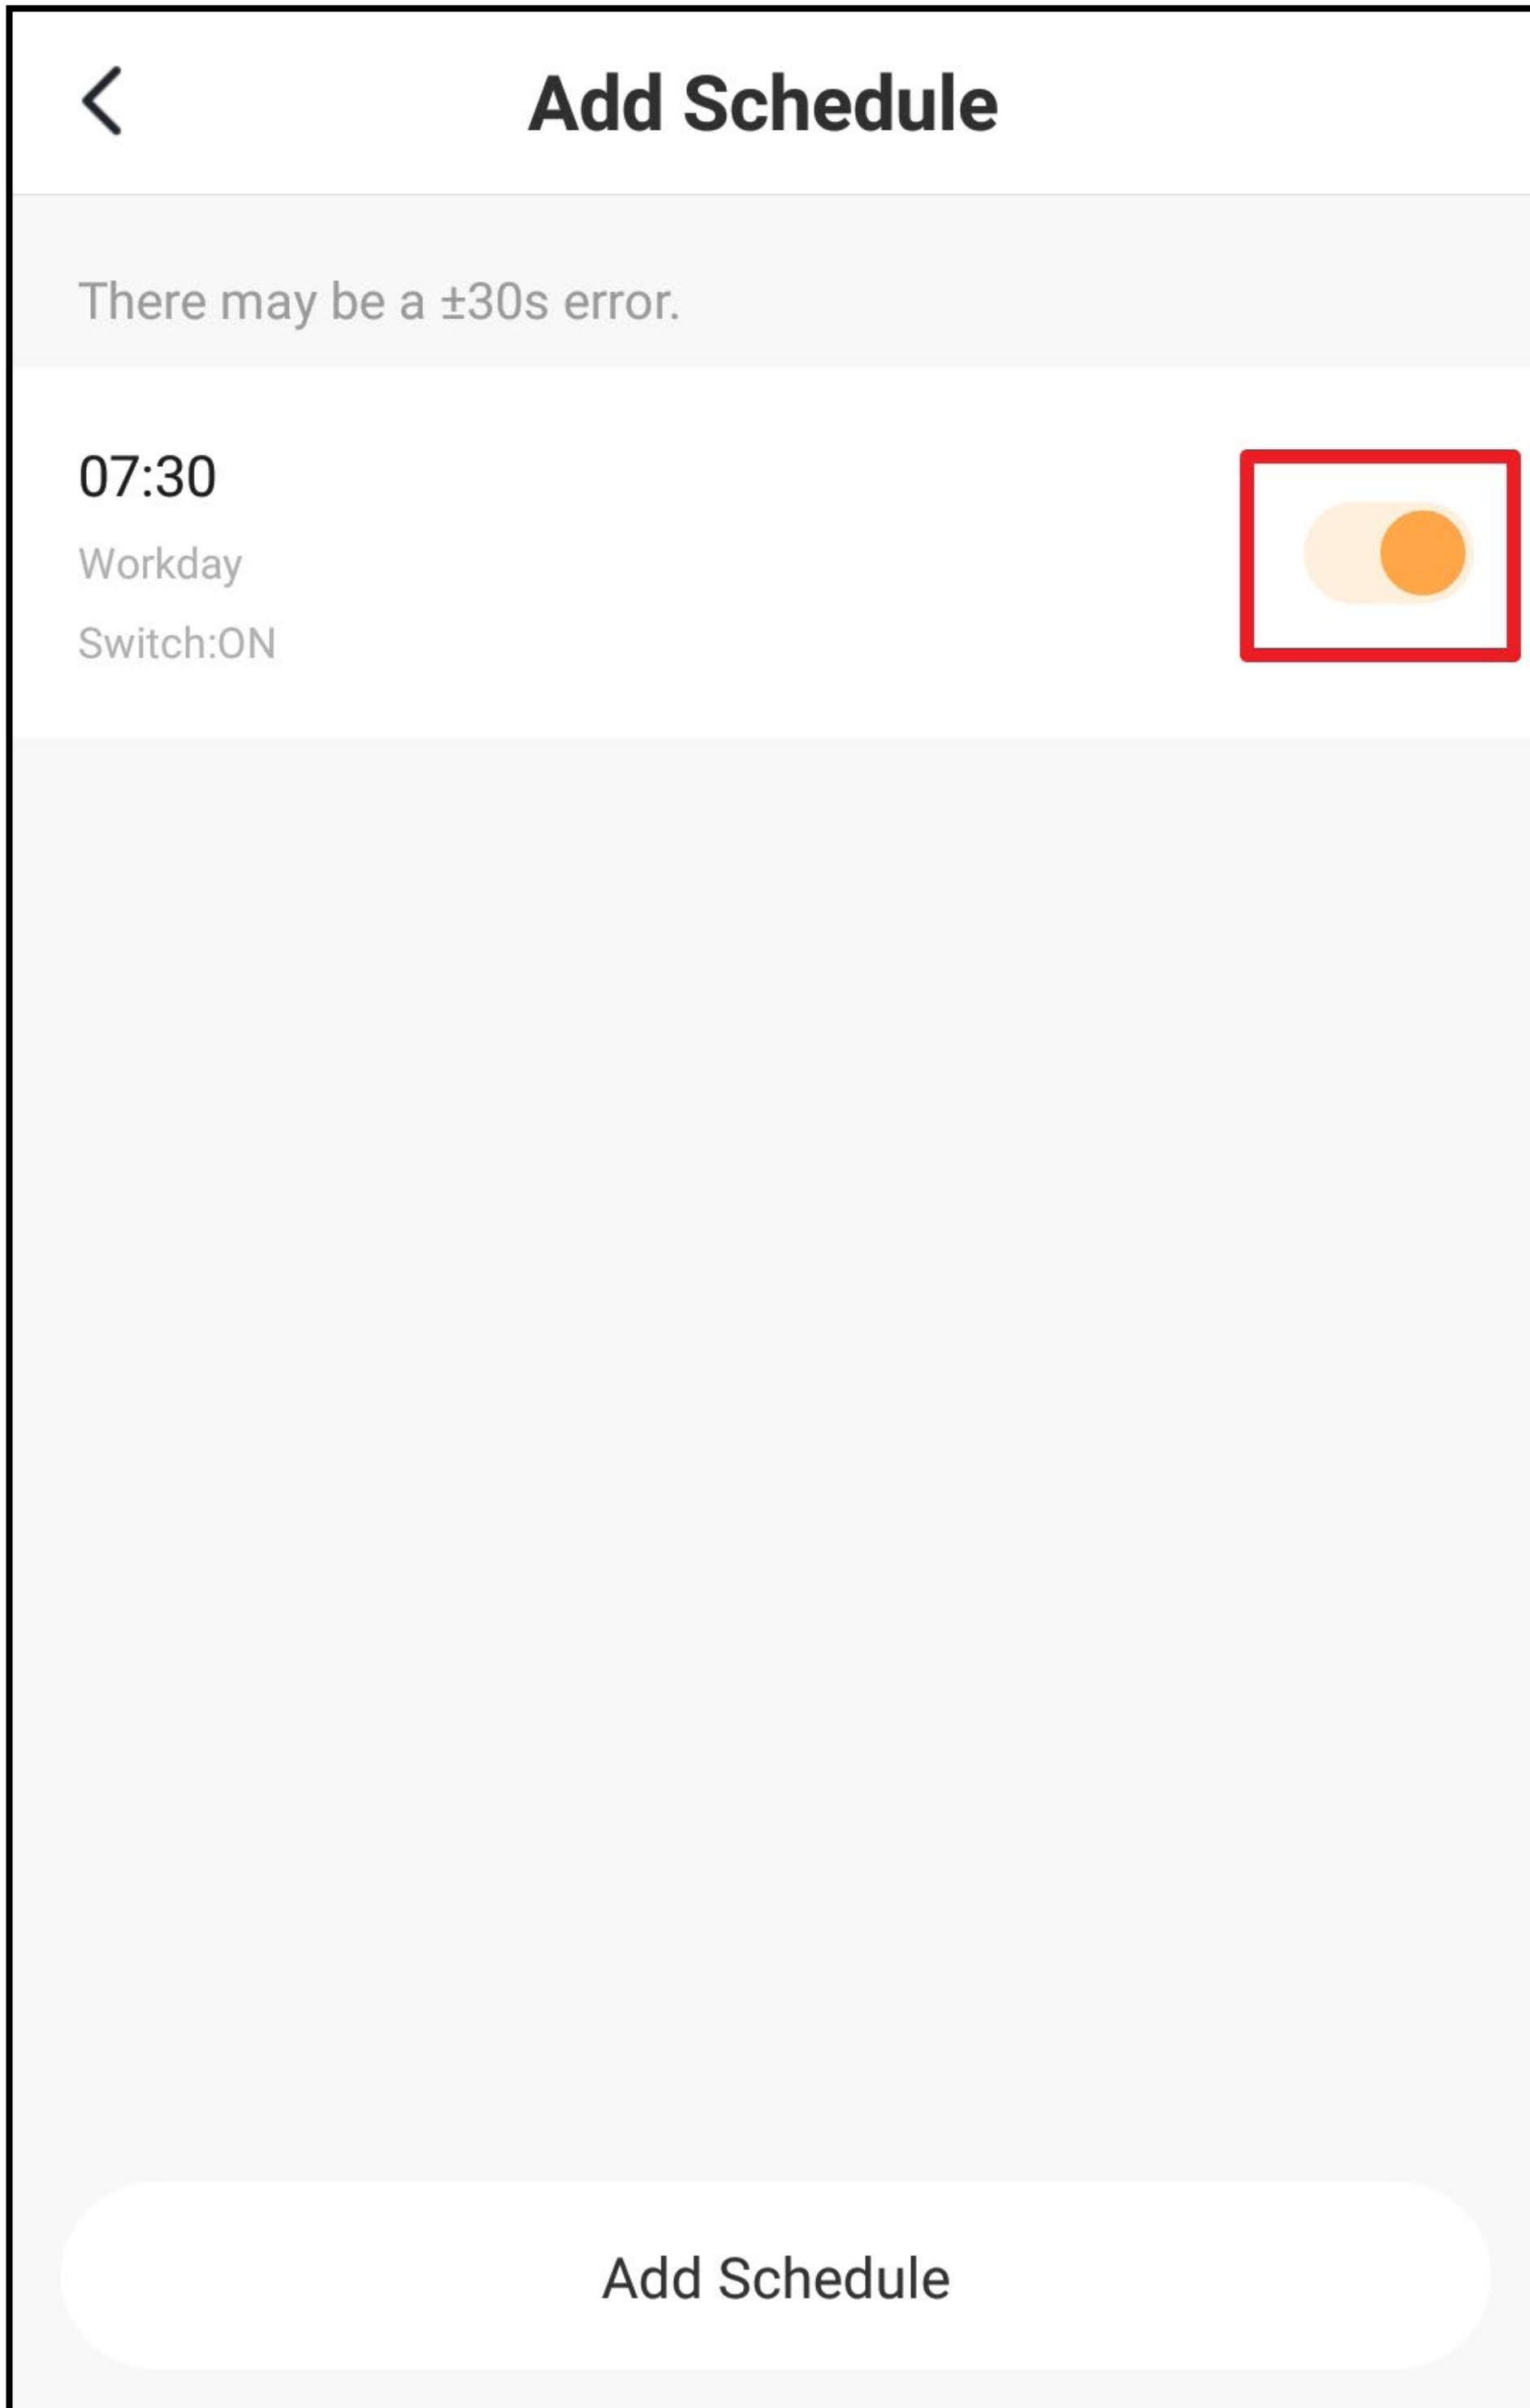 Add Schedule
There may be a ±30s error.
07:30
Workday
Switch:ON
Add Schedule